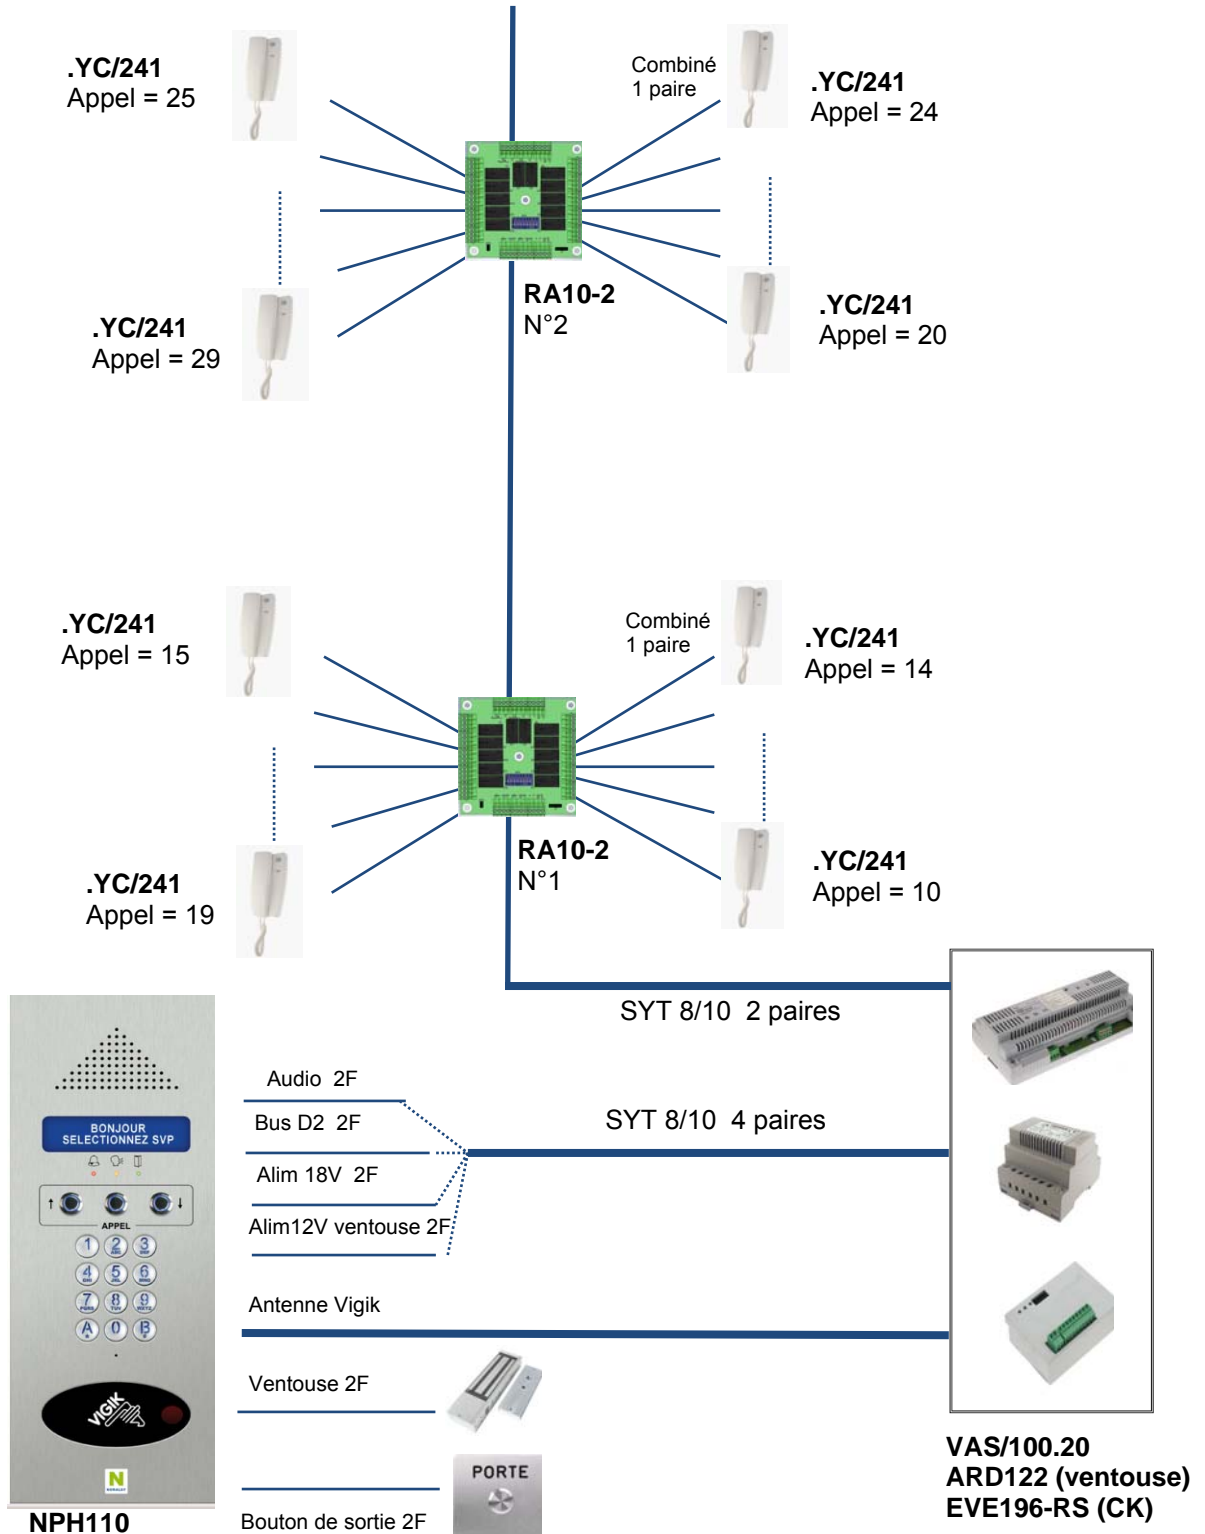 .YC/241
Appel = 25
Combiné
1 paire
.YC/241
Appel = 24
RA10-2
N°2
.YC/241
Appel = 29
.YC/241
Appel = 20
.YC/241
Appel = 15
Combiné
1 paire
.YC/241
Appel = 14
RA10-2
N°1
.YC/241
Appel = 19
.YC/241
Appel = 10
SYT 8/10 2 paires
BONJOUR
SELECTIONNEZ SVP
APPEL
1 2 3
4 5 6
7 8 9
A 0 B
VIGIK
N
NPH110
Audio 2F
Bus D2 2F
Alim 18V 2F
Alim12V ventouse 2F
SYT 8/10 4 paires
Antenne Vigik
Ventouse 2F
Bouton de sortie 2F
PORTE
VAS/100.20
ARD122 (ventouse)
EVE196-RS (CK)